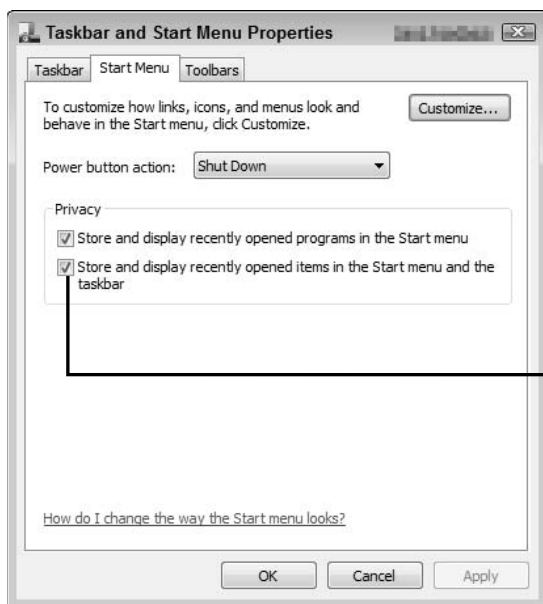 Taskbar and Start Menu Properties
Taskbar Start Menu Toolbars
To customize how links, icons, and menus look and
behave in the Start menu, click Customize.
Customize...
Power button action: Shut Down
Privacy
Store and display recently opened programs in the Start menu
Store and display recently opened items in the Start menu and the
taskbar
How do I change the way the Start menu looks?
OK Cancel Apply